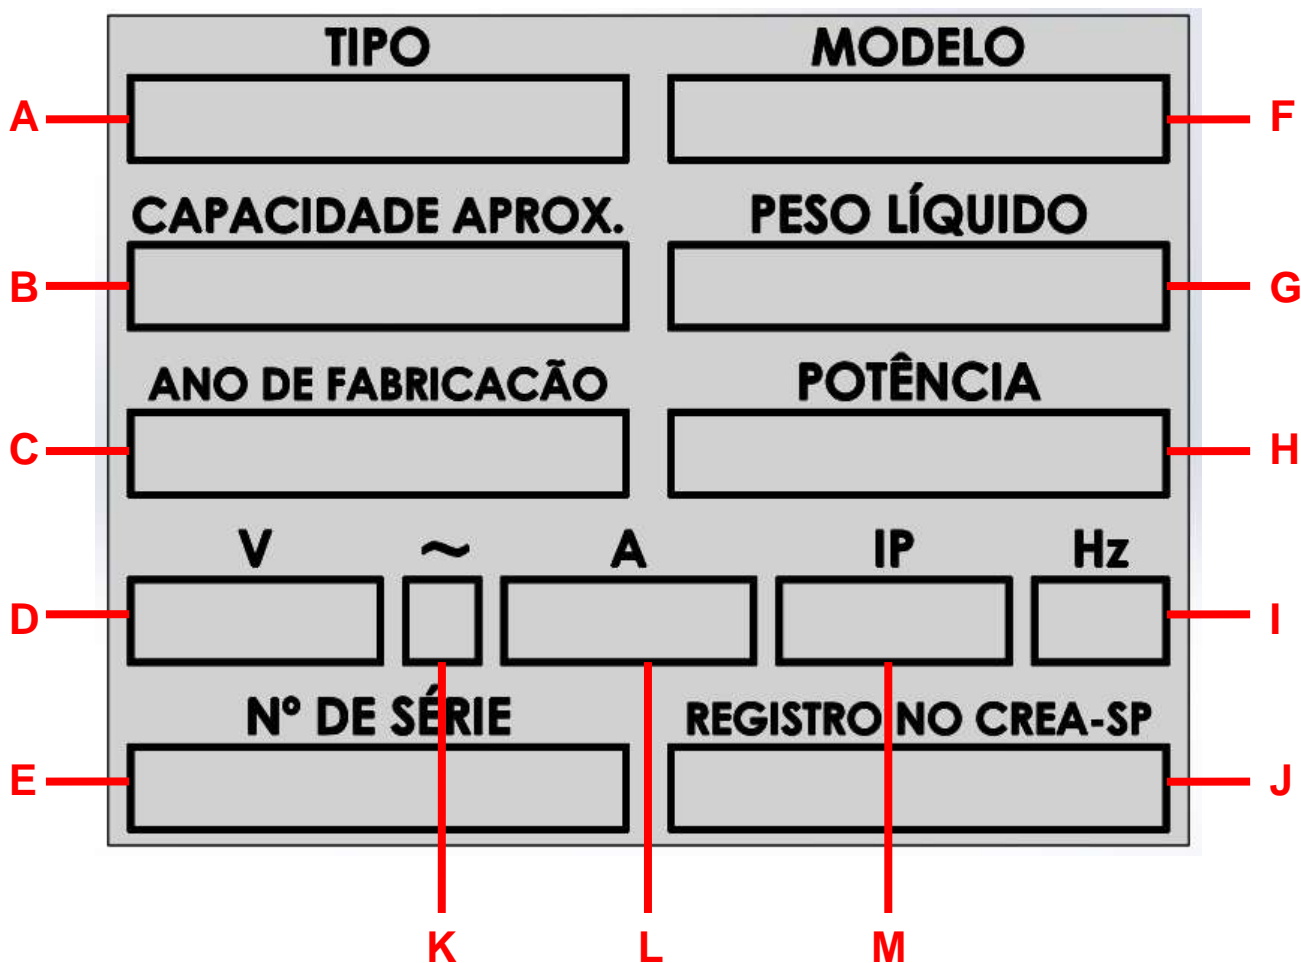 TIPO MODELO
A F
CAPACIDADE APROX. PESO LÍQUIDO
B G
ANO DE FABRICACÃO POTÊNCIA
C H
V ~ A IP Hz
D I
Nº DE SÉRIE REGISTRO NO CREA-SP
E J
K L M